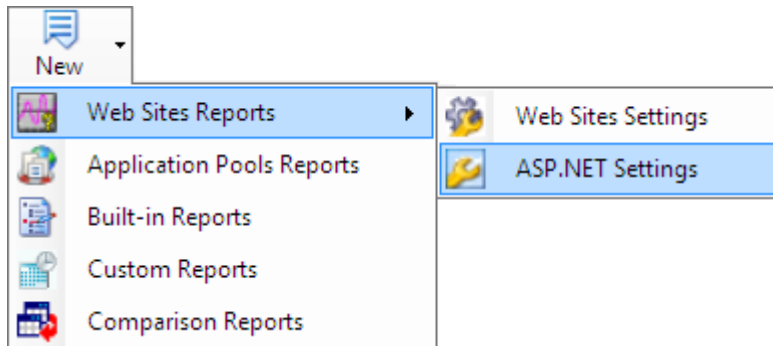 New
Web Sites Reports
Application Pools Reports
Built-in Reports
Custom Reports
Comparison Reports
Web Sites Settings
ASP.NET Settings